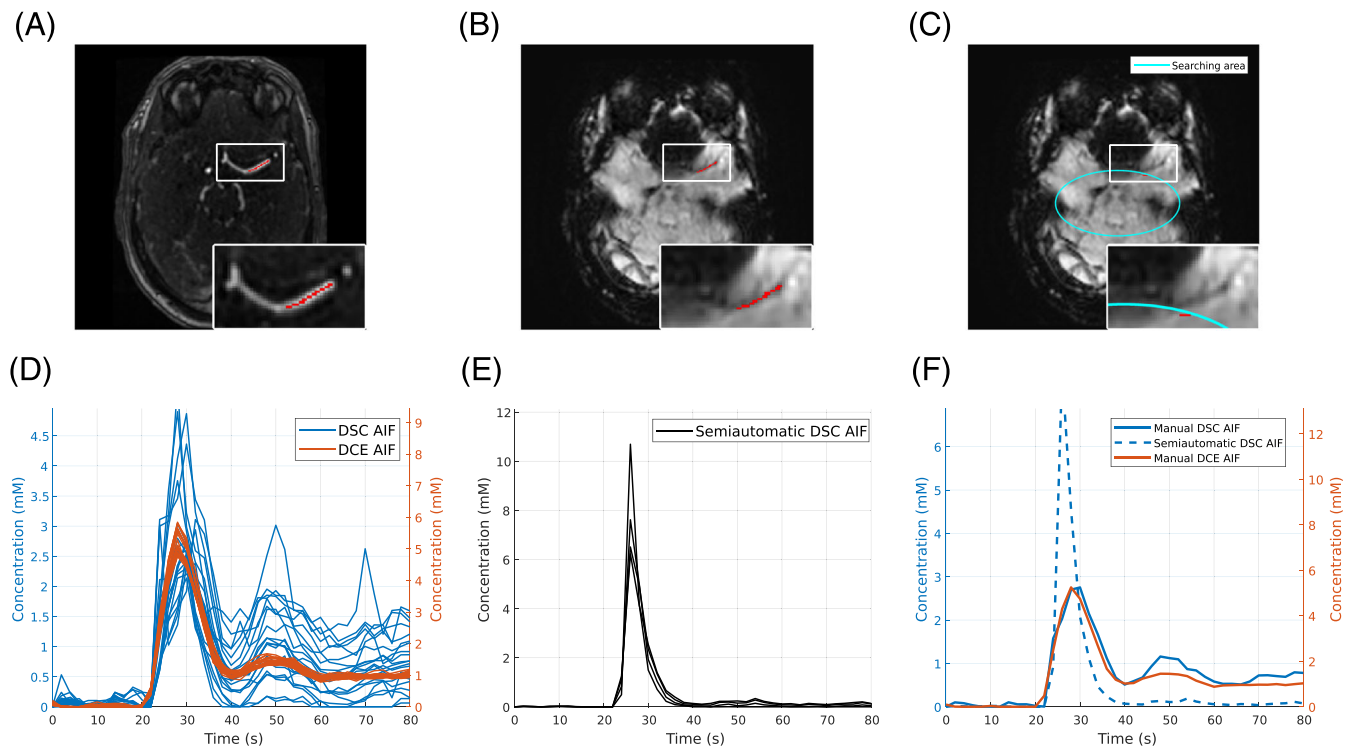 (A)
(B)
(C)
Searching area
(D)
(E)
(F)
DSC AIF
DCE AIF
Concentration (mM)
0
0.5
1
1.5
2
2.5
3
3.5
4
4.5
0
1
2
3
4
5
6
7
8
9
Concentration (mM)
0 10 20 30 40 50 60 70 80
Time (s)
Semiautomatic DSC AIF
Concentration (mM)
0
2
4
6
8
10
12
0 10 20 30 40 50 60 70 80
Time (s)
Manual DSC AIF
Semiautomatic DSC AIF
Manual DCE AIF
Concentration (mM)
0
1
2
3
4
5
6
0
2
4
6
8
10
12
Concentration (mM)
0 10 20 30 40 50 60 70 80
Time (s)